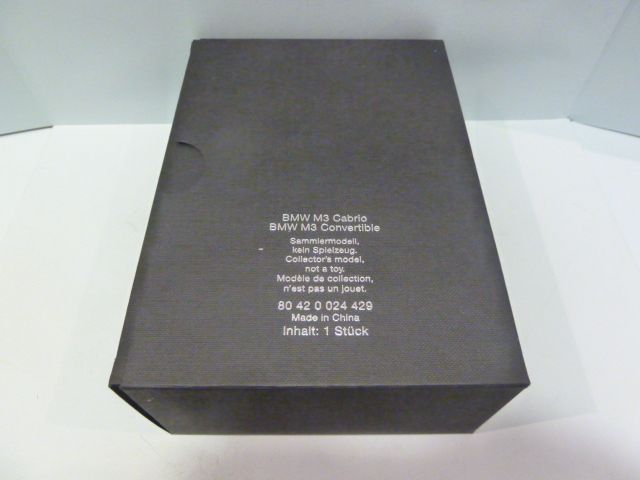 BMW M3 Cabrio
BMW M3 Convertible
Sammlermodell,
kein Spielzeug.
Collector's model,
not a toy.
Modèle de collection,
n'est pas un jouet.
80 42 0 024 429
Made in China
Inhalt: 1 Stück